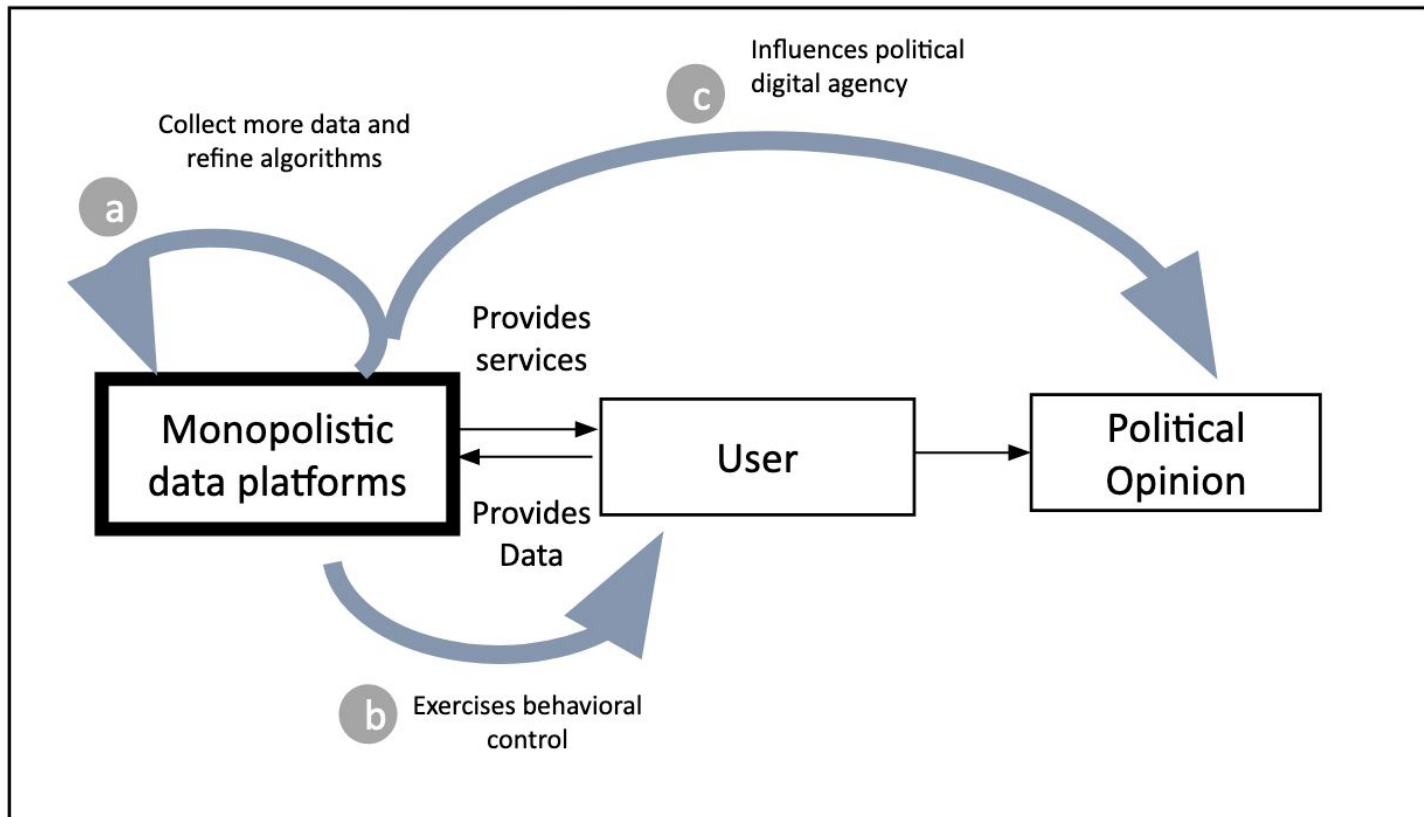 Influences political
digital agency
c
Collect more data and
refine algorithms
a
Provides
services
Monopolistic
data platforms
User
Political
Opinion
Provides
Data
b
Exercises behavioral
control